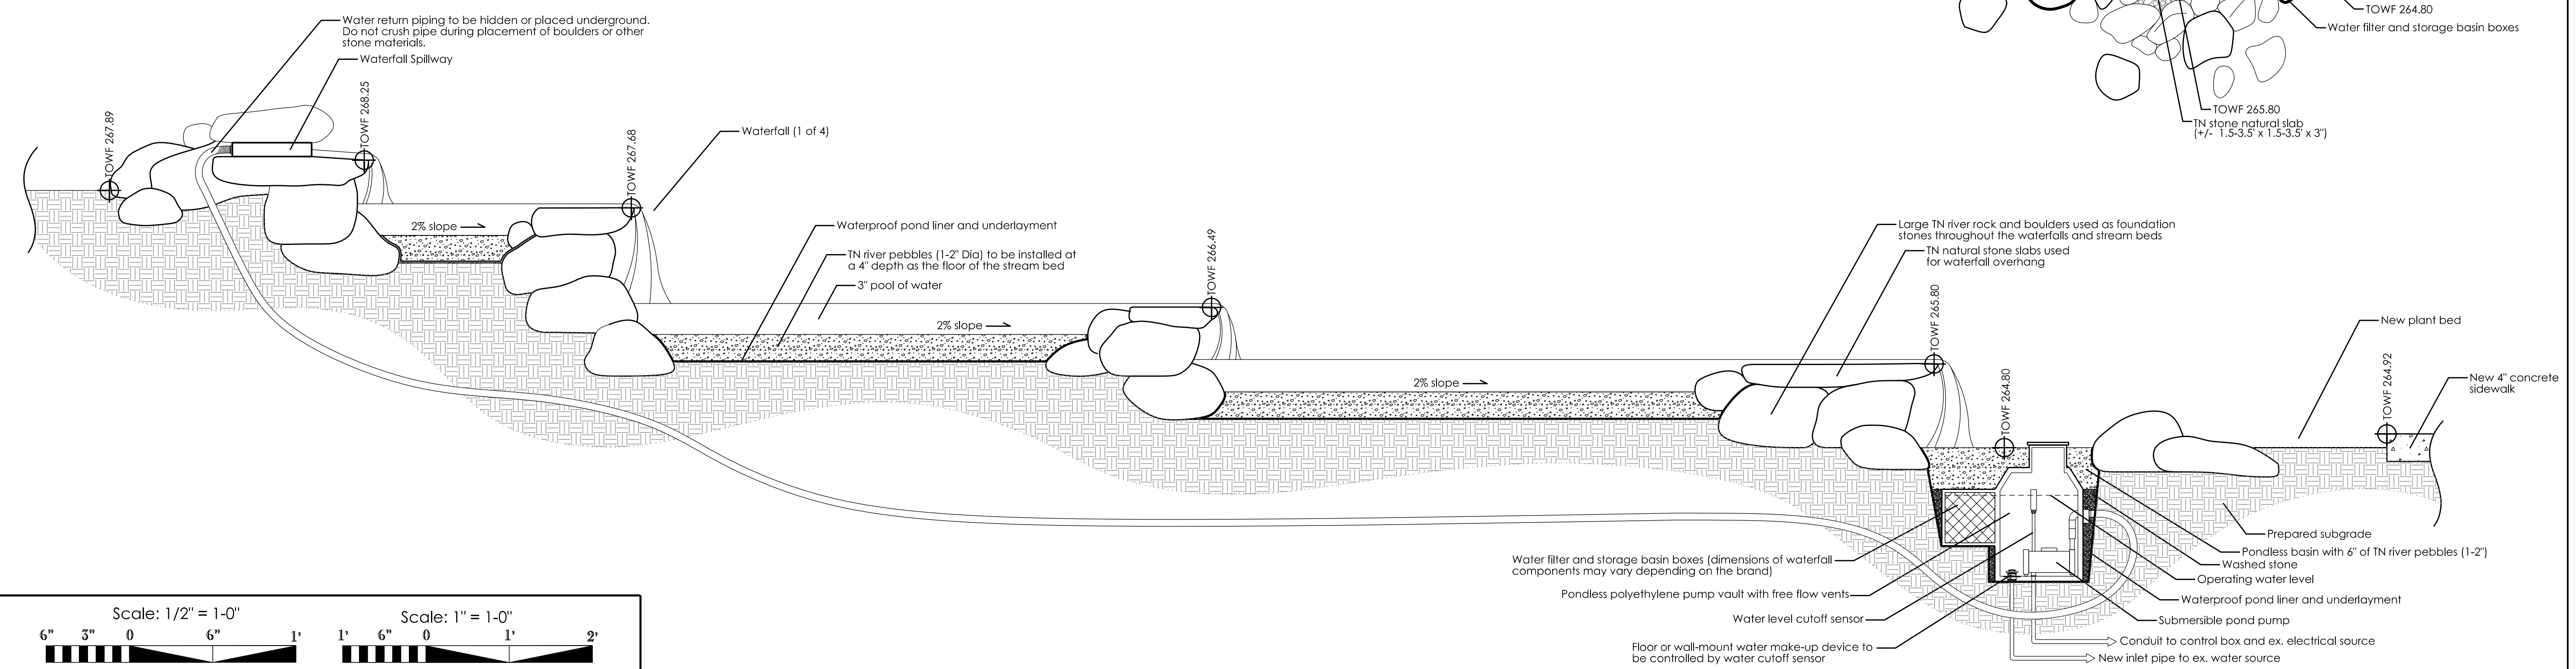 Water return piping to be hidden or placed underground.
Do not crush pipe during placement of boulders or other
stone materials.
Waterfall Spillway
TOWF 267.89
TOWF 268.25
TOWF 267.68
Waterfall (1 of 4)
2% slope
Waterproof pond liner and underlayment
TN river pebbles (1-2" Dia) to be installed at
a 4" depth as the floor of the stream bed
3" pool of water
2% slope
TOWF 266.49
2% slope
TOWF 264.80
Water filter and storage basin boxes
TOWF 265.80
TN stone natural slab
(+/- 1.5-3.5' x 1.5-3.5' x 3")
Large TN river rock and boulders used as foundation
stones throughout the waterfalls and stream beds
TN natural stone slabs used
for waterfall overhang
TOWF 265.80
TOWF 264.80
New plant bed
TOWF 264.92
New 4" concrete
sidewalk
Water filter and storage basin boxes (dimensions of waterfall
components may vary depending on the brand)
Pondless polyethylene pump vault with free flow vents
Water level cutoff sensor
Floor or wall-mount water make-up device to
be controlled by water cutoff sensor
Prepared subgrade
Pondless basin with 6" of TN river pebbles (1-2")
Washed stone
Operating water level
Waterproof pond liner and underlayment
Submersible pond pump
Conduit to control box and ex. electrical source
New inlet pipe to ex. water source
Scale: 1/2" = 1-0"
6" 3" 0 6" 1'
Scale: 1" = 1-0"
1' 6" 0 1' 2'